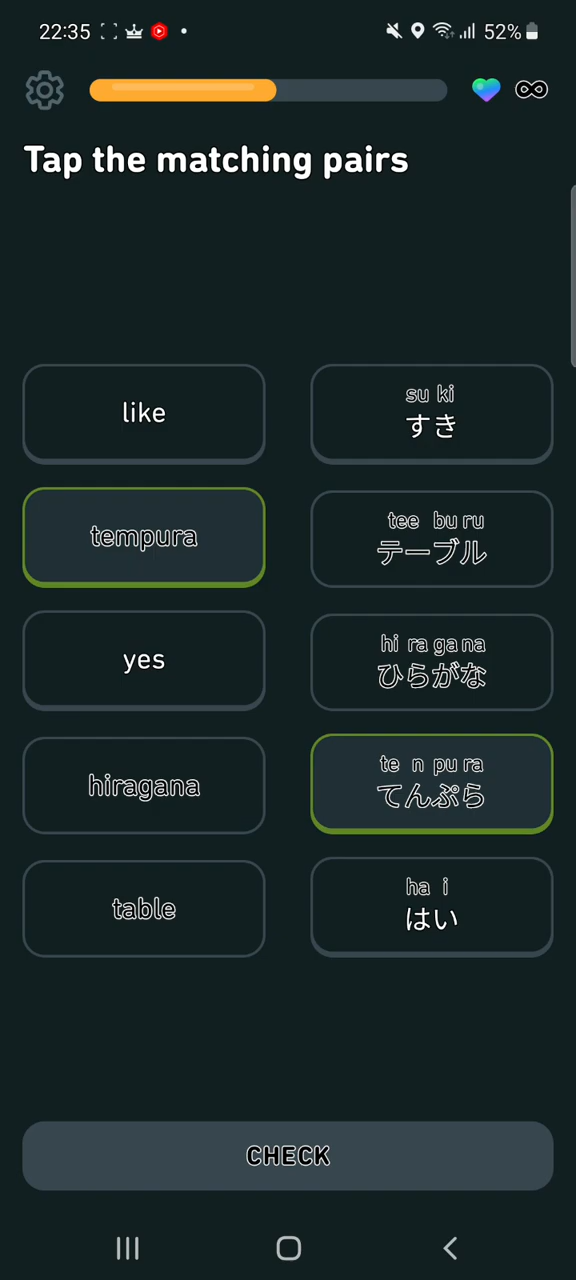 22:35
52%
Tap the matching pairs
like
su ki
すき
tempura
tee bu ru
テーブル
yes
hi ra ga na
ひらがな
hiragana
te n pu ra
てんぷら
table
ha i
はい
CHECK